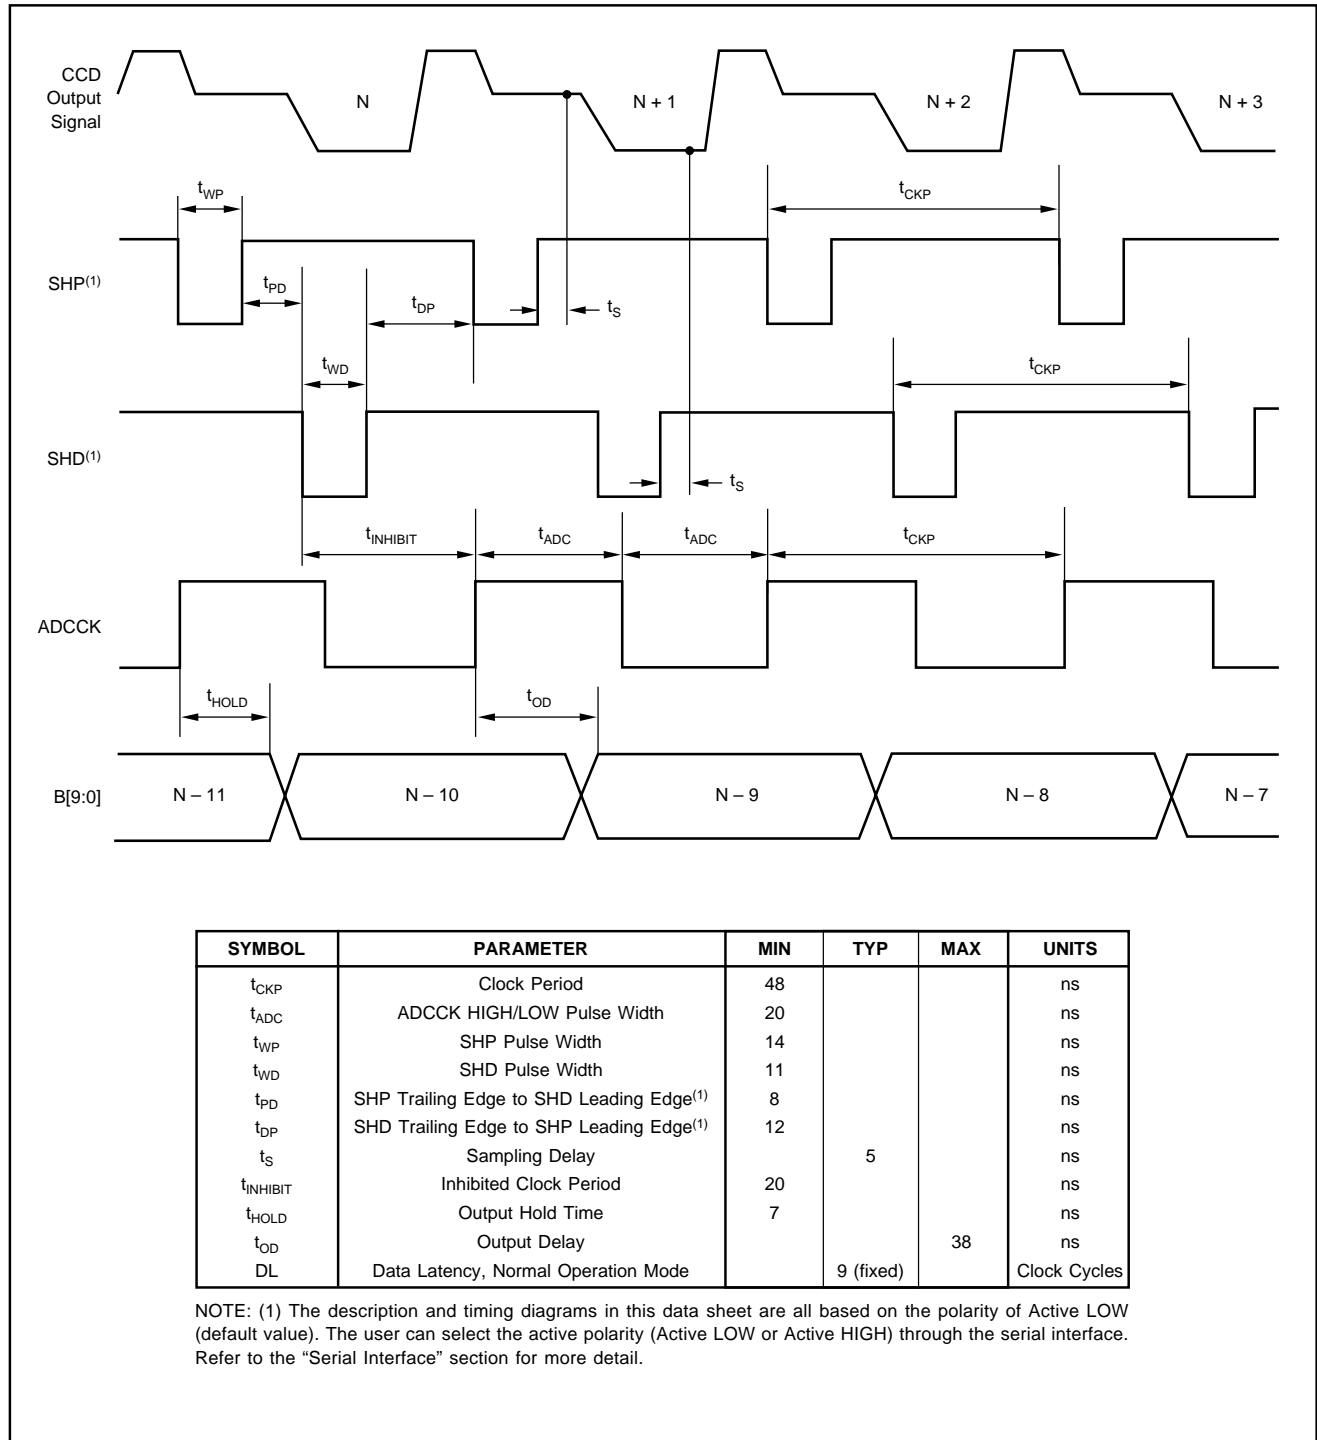 CCD
Output
Signal
N
N + 1
N + 2
N + 3
tWP
tCKP
SHP(1)
tPD
tDP
tS
tWD
tCKP
SHD(1)
tS
tINHIBIT
tADC
tADC
tCKP
ADCCK
tHOLD
tOD
B[9:0]
N – 11
N – 10
N – 9
N – 8
N – 7
SYMBOL PARAMETER MIN TYP MAX UNITS
tCKP Clock Period 48 ns
tADC ADCCK HIGH/LOW Pulse Width 20 ns
tWP SHP Pulse Width 14 ns
tWD SHD Pulse Width 11 ns
tPD SHP Trailing Edge to SHD Leading Edge(1) 8 ns
tDP SHD Trailing Edge to SHP Leading Edge(1) 12 ns
tS Sampling Delay 5 ns
tINHIBIT Inhibited Clock Period 20 ns
tHOLD Output Hold Time 7 ns
tOD Output Delay 38 ns
DL Data Latency, Normal Operation Mode 9 (fixed) Clock Cycles
NOTE: (1) The description and timing diagrams in this data sheet are all based on the polarity of Active LOW
(default value). The user can select the active polarity (Active LOW or Active HIGH) through the serial interface.
Refer to the “Serial Interface” section for more detail.